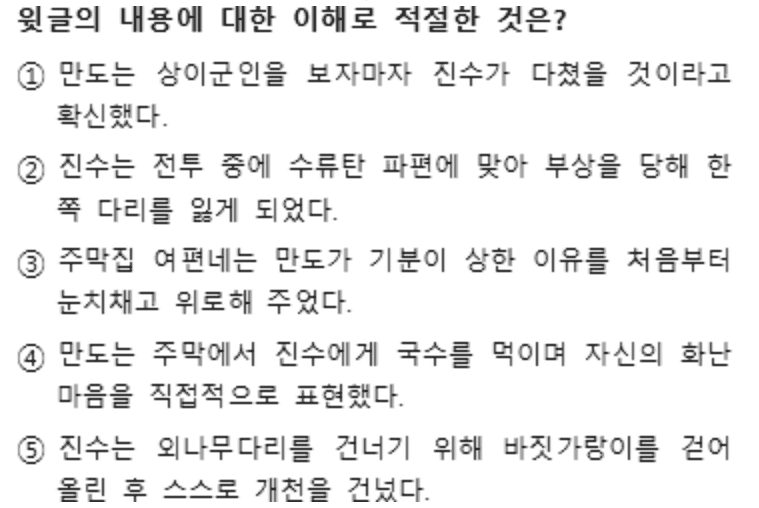 윗글의 내용에 대한 이해로 적절한 것은?
① 만도는 상이군인을 보자마자 진수가 다쳤을 것이라고
확신했다.
② 진수는 전투 중에 수류탄 파편에 맞아 부상을 당해 한
쪽 다리를 잃게 되었다.
③ 주막집 여편네는 만도가 기분이 상한 이유를 처음부터
눈치채고 위로해 주었다.
④ 만도는 주막에서 진수에게 국수를 먹이며 자신의 화난
마음을 직접적으로 표현했다.
⑤ 진수는 외나무다리를 건너기 위해 바짓가랑이를 걷어
올린 후 스스로 개천을 건넜다.